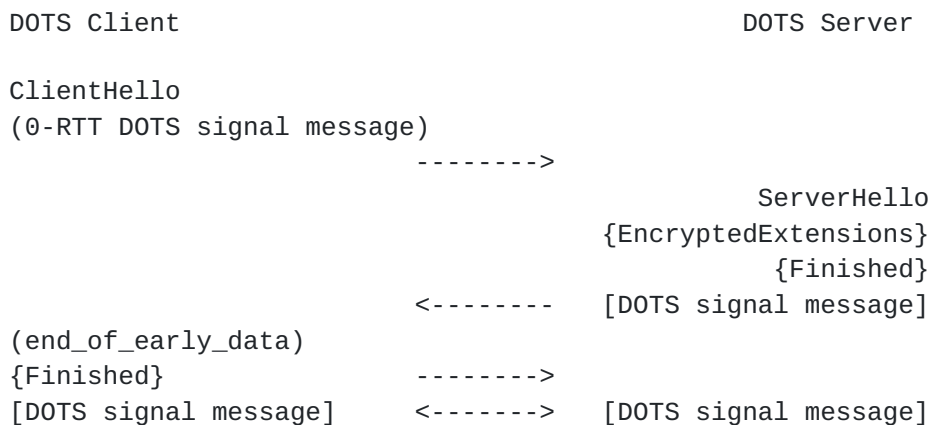 DOTS Client                                  DOTS Server
ClientHello
(0-RTT DOTS signal message)
                          -------->
                                               ServerHello
                                     {EncryptedExtensions}
                                                {Finished}
                          <--------   [DOTS signal message]
(end_of_early_data)
{Finished}                -------->
[DOTS signal message]     <------->   [DOTS signal message]